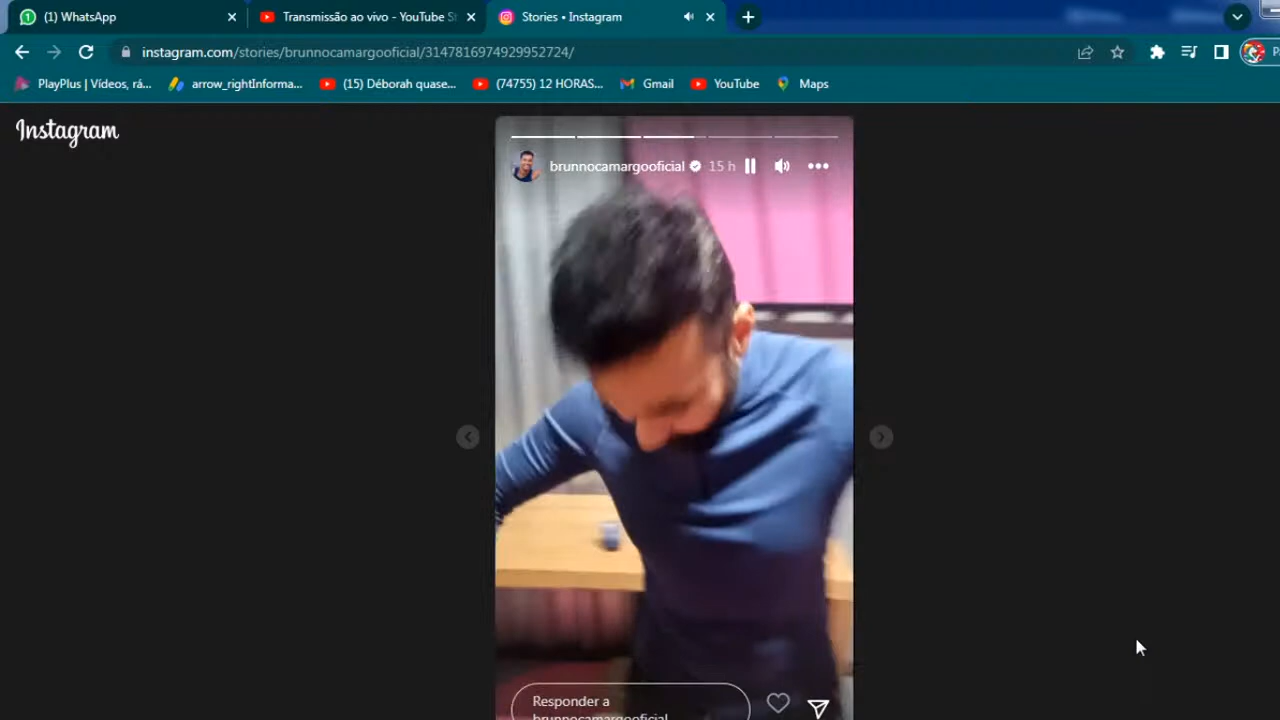 (1) WhatsApp
Transmissão ao vivo - YouTube S
Stories • Instagram
instagram.com/stories/brunnocamargooficial/3147816974929952724/
PlayPlus | Vídeos, rá...
arrow_rightInforma...
(15) Déborah quase...
(74755) 12 HORAS...
Gmail
YouTube
Maps
Instagram
brunnocamargooficial 15 h
Responder a
brunnocamargooficial